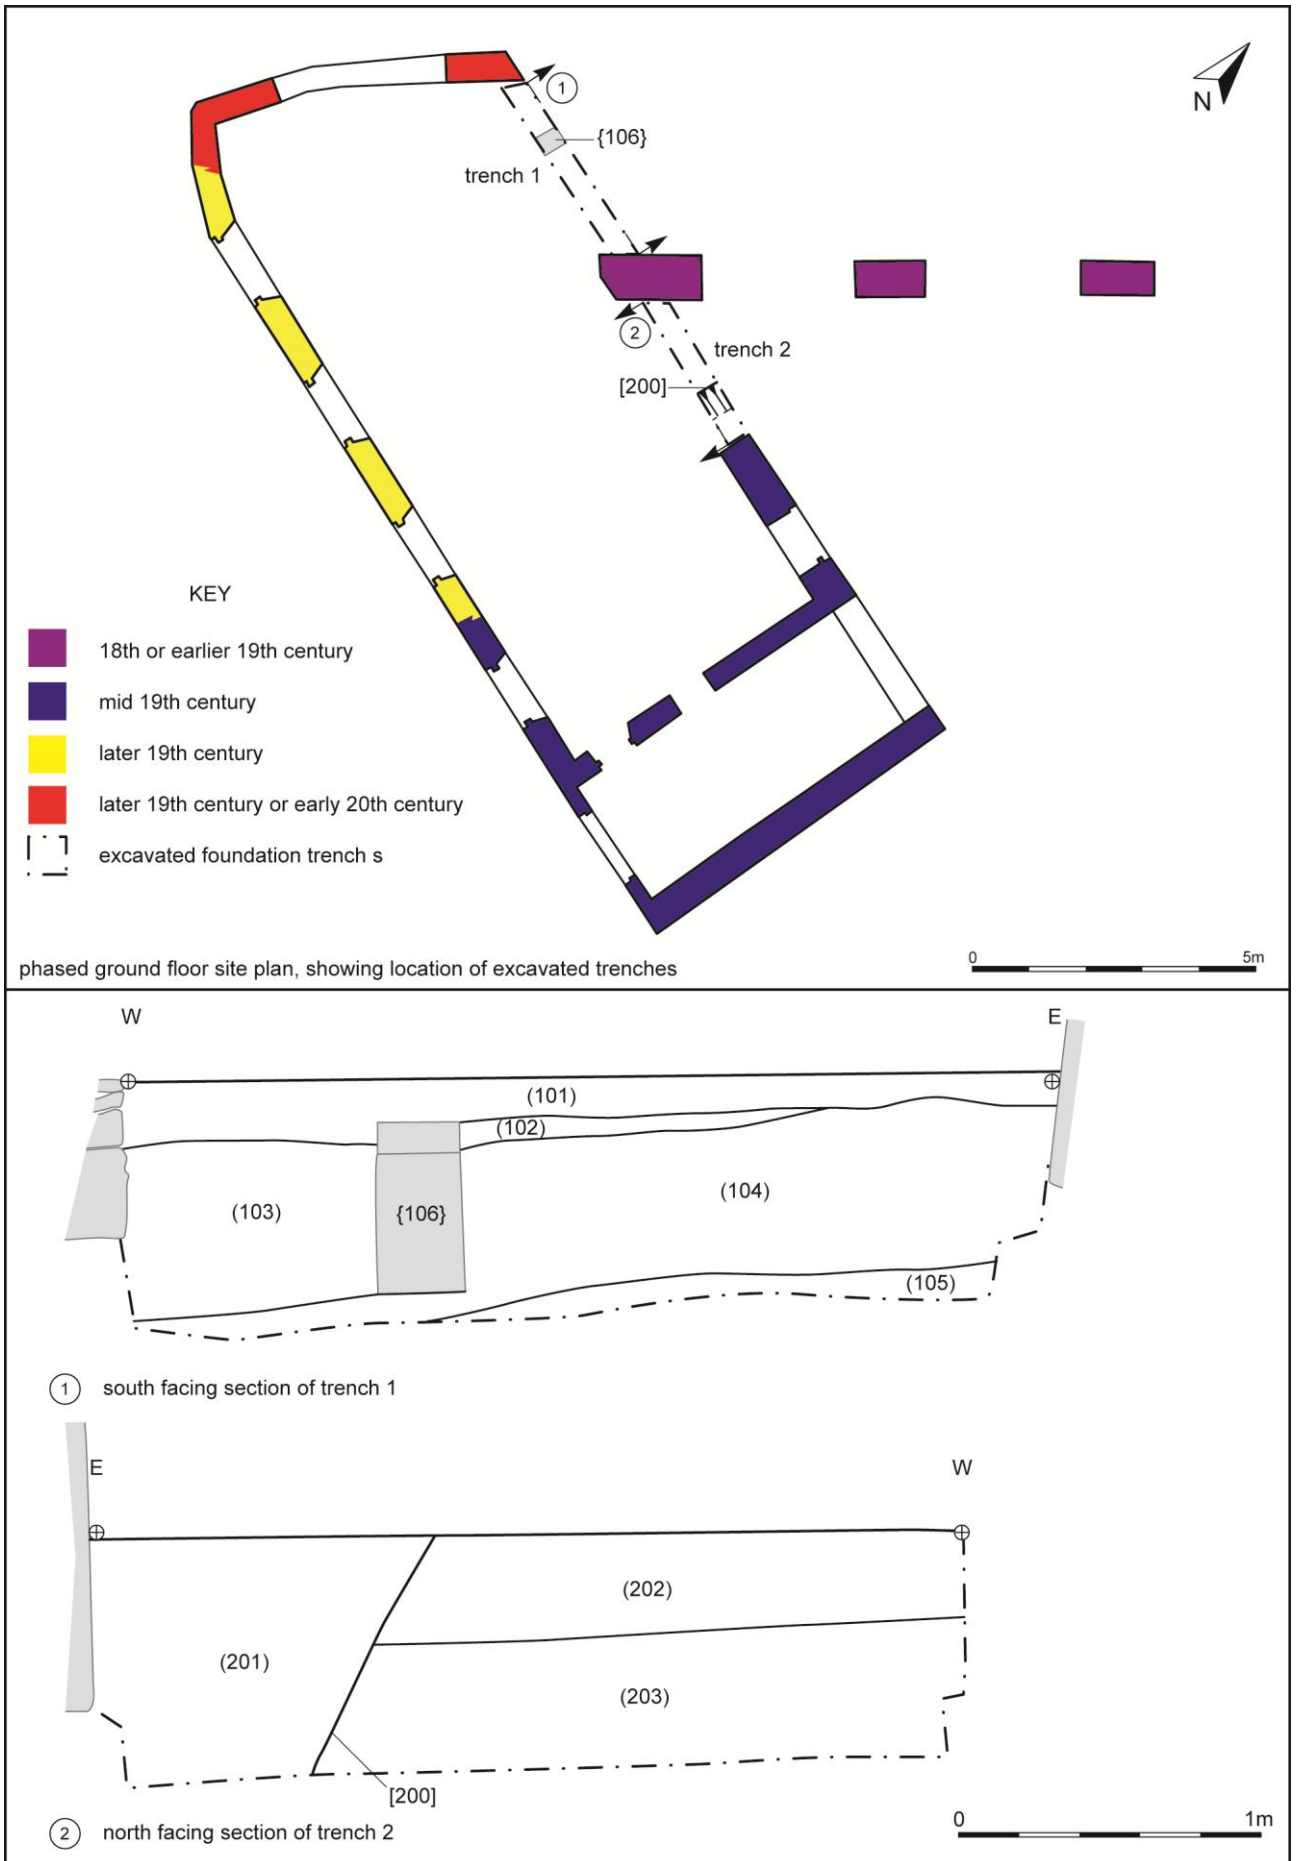 1
N
{106}
trench 1
2
trench 2
[200]
KEY
18th or earlier 19th century
mid 19th century
later 19th century
later 19th century or early 20th century
excavated foundation trench s
phased ground floor site plan, showing location of excavated trenches
0 5m
W E
(101)
(102)
(103) {106} (104)
(105)
1 south facing section of trench 1
E W
(202)
(201)
(203)
[200]
2 north facing section of trench 2
0 1m